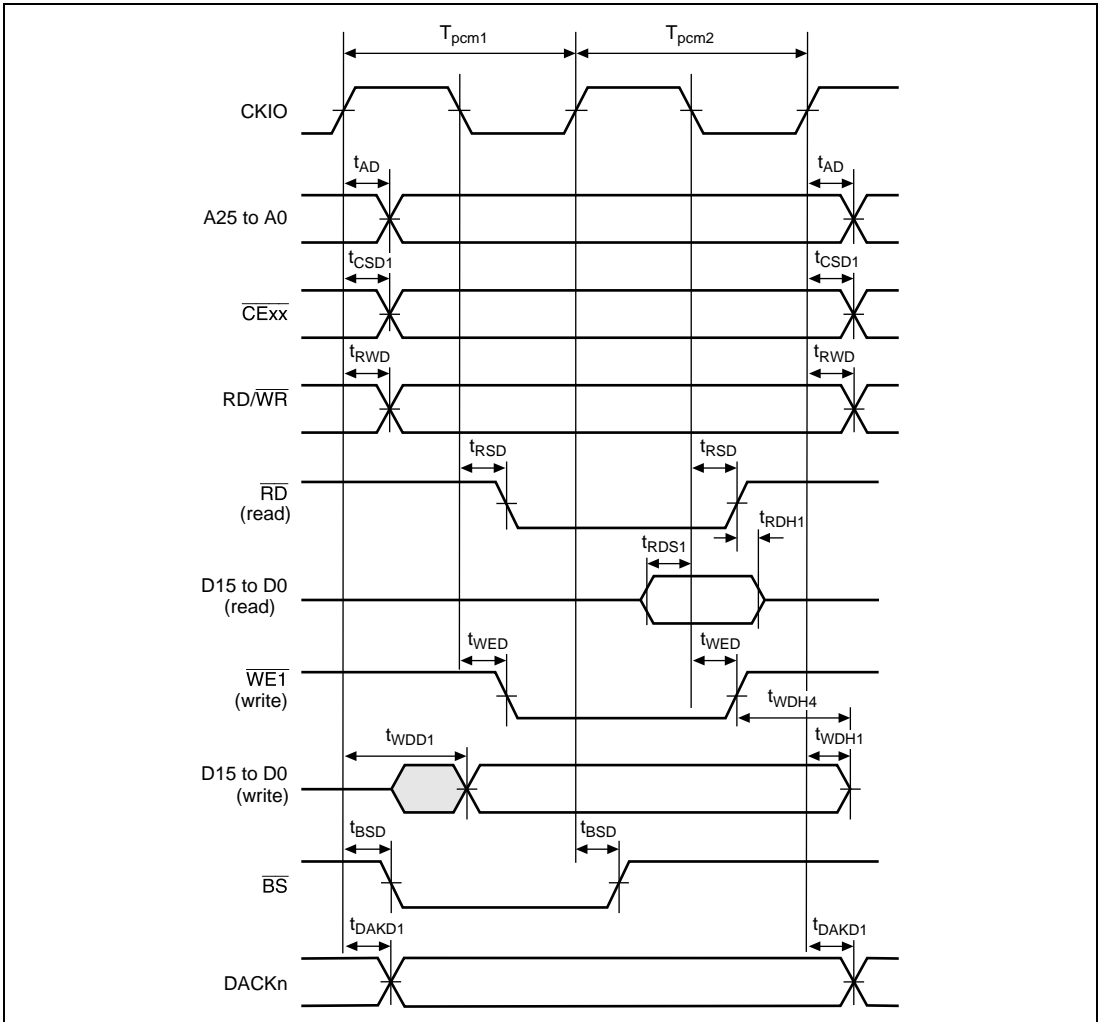 Tpcm1 Tpcm2
CKIO
tAD tAD
A25 to A0
tCSD1 tCSD1
CExx
tRWD tRWD
RD/WR
tRSD tRSD
RD
(read)
tRDH1
tRDS1
D15 to D0
(read)
tWED tWED
WE1
(write)
tWDH4
tWDD1 tWDH1
D15 to D0
(write)
tBSD tBSD
BS
tDAKD1 tDAKD1
DACKn